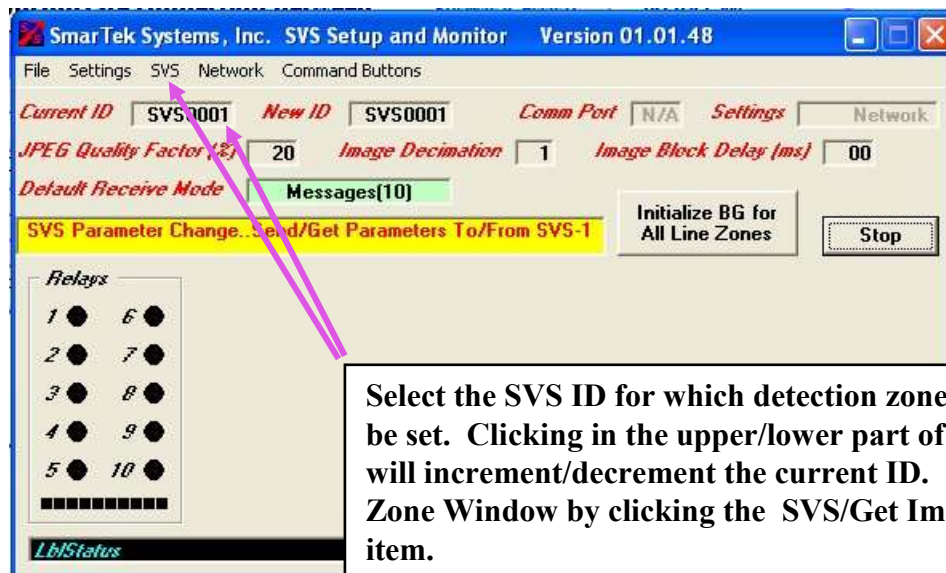 SmarTek Systems, Inc. SVS Setup and Monitor Version 01.01.48
File Settings SVS Network Command Buttons
Current ID SVS0001 New ID SVS0001 Comm Port N/A Settings Network
JPEG Quality Factor (%) 20 Image Decimation 1 Image Block Delay (ms) 00
Default Receive Mode Messages(10)
SVS Parameter Change..Send/Get Parameters To/From SVS-1
Initialize BG for
All Line Zones
Stop
Relays
1 6
2 7
3 8
4 9
5 10
LblStatus
Select the SVS ID for which detection zone
be set. Clicking in the upper/lower part of
will increment/decrement the current ID.
Zone Window by clicking the SVS/Get Im
item.